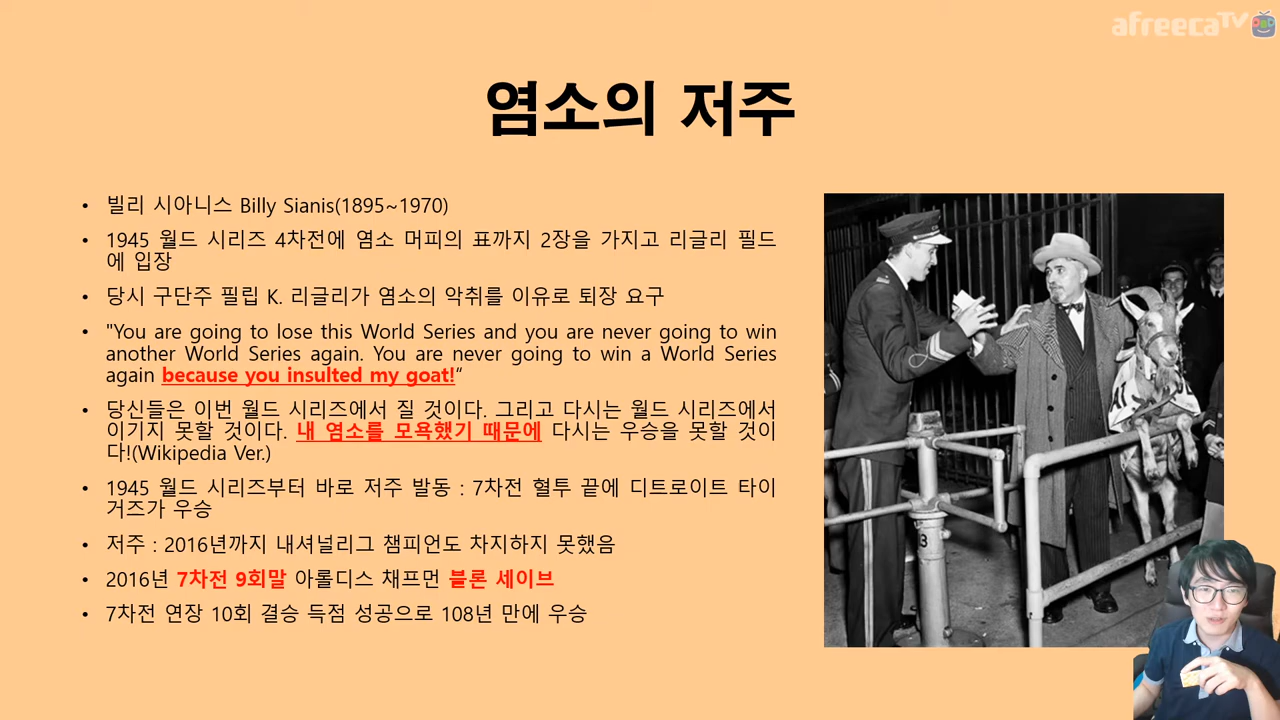 afreecaTV
염소의 저주
• 빌리 시아니스 Billy Sianis(1895~1970)
• 1945 월드 시리즈 4차전에 염소 머피의 표까지 2장을 가지고 리글리 필드
에 입장
• 당시 구단주 필립 K. 리글리가 염소의 악취를 이유로 퇴장 요구
• "You are going to lose this World Series and you are never going to win
another World Series again. You are never going to win a World Series
again because you insulted my goat!“
• 당신들은 이번 월드 시리즈에서 질 것이다. 그리고 다시는 월드 시리즈에서
이기지 못할 것이다. 내 염소를 모욕했기 때문에 다시는 우승을 못할 것이
다!(Wikipedia Ver.)
• 1945 월드 시리즈부터 바로 저주 발동 : 7차전 혈투 끝에 디트로이트 타이
거즈가 우승
• 저주 : 2016년까지 내셔널리그 챔피언도 차지하지 못했음
• 2016년 7차전 9회말 아롤디스 채프먼 블론 세이브
• 7차전 연장 10회 결승 득점 성공으로 108년 만에 우승